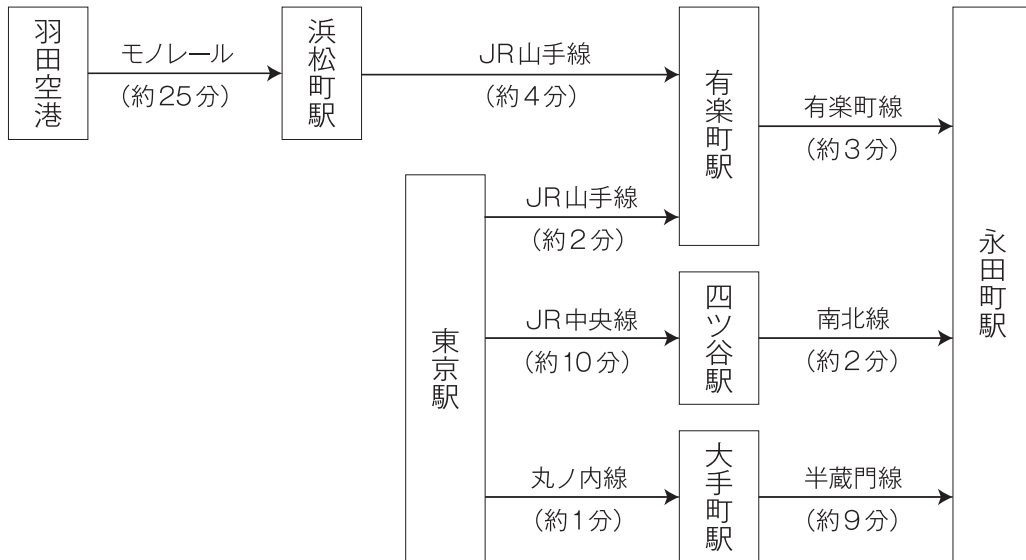 羽田空港
モノレール
（約25分）
浜松町駅
JR山手線
（約4分）
有楽町駅
有楽町線
（約3分）
永田町駅
東京駅
JR山手線
（約2分）
JR中央線
（約10分）
四ツ谷駅
南北線
（約2分）
丸ノ内線
（約1分）
大手町駅
半蔵門線
（約9分）